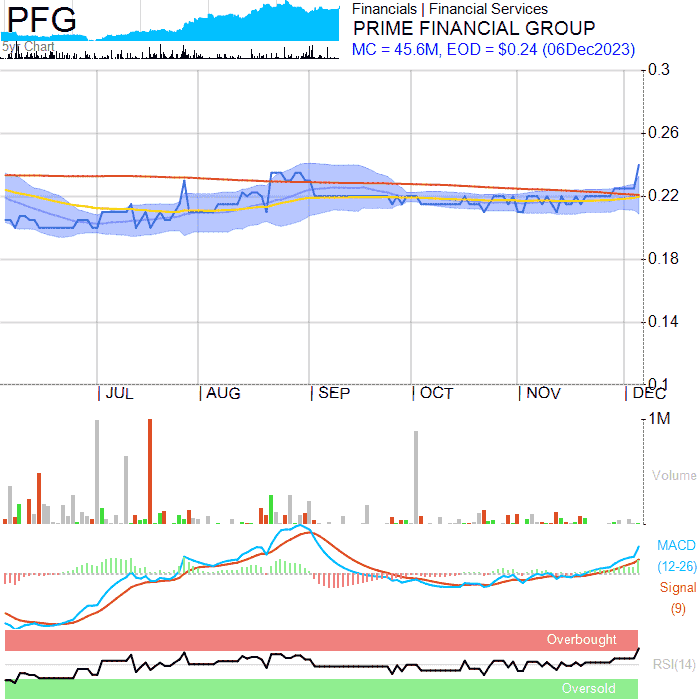 PFG
5yr Chart
Financials | Financial Services
PRIME FINANCIAL GROUP
MC = 45.6M, EOD = $0.24 (06Dec2023)
0.3
0.26
0.22
0.18
0.14
0.1
JUL AUG SEP OCT NOV DEC
1M
Volume
MACD
(12-26)
Signal
(9)
Overbought
RSI(14)
Oversold